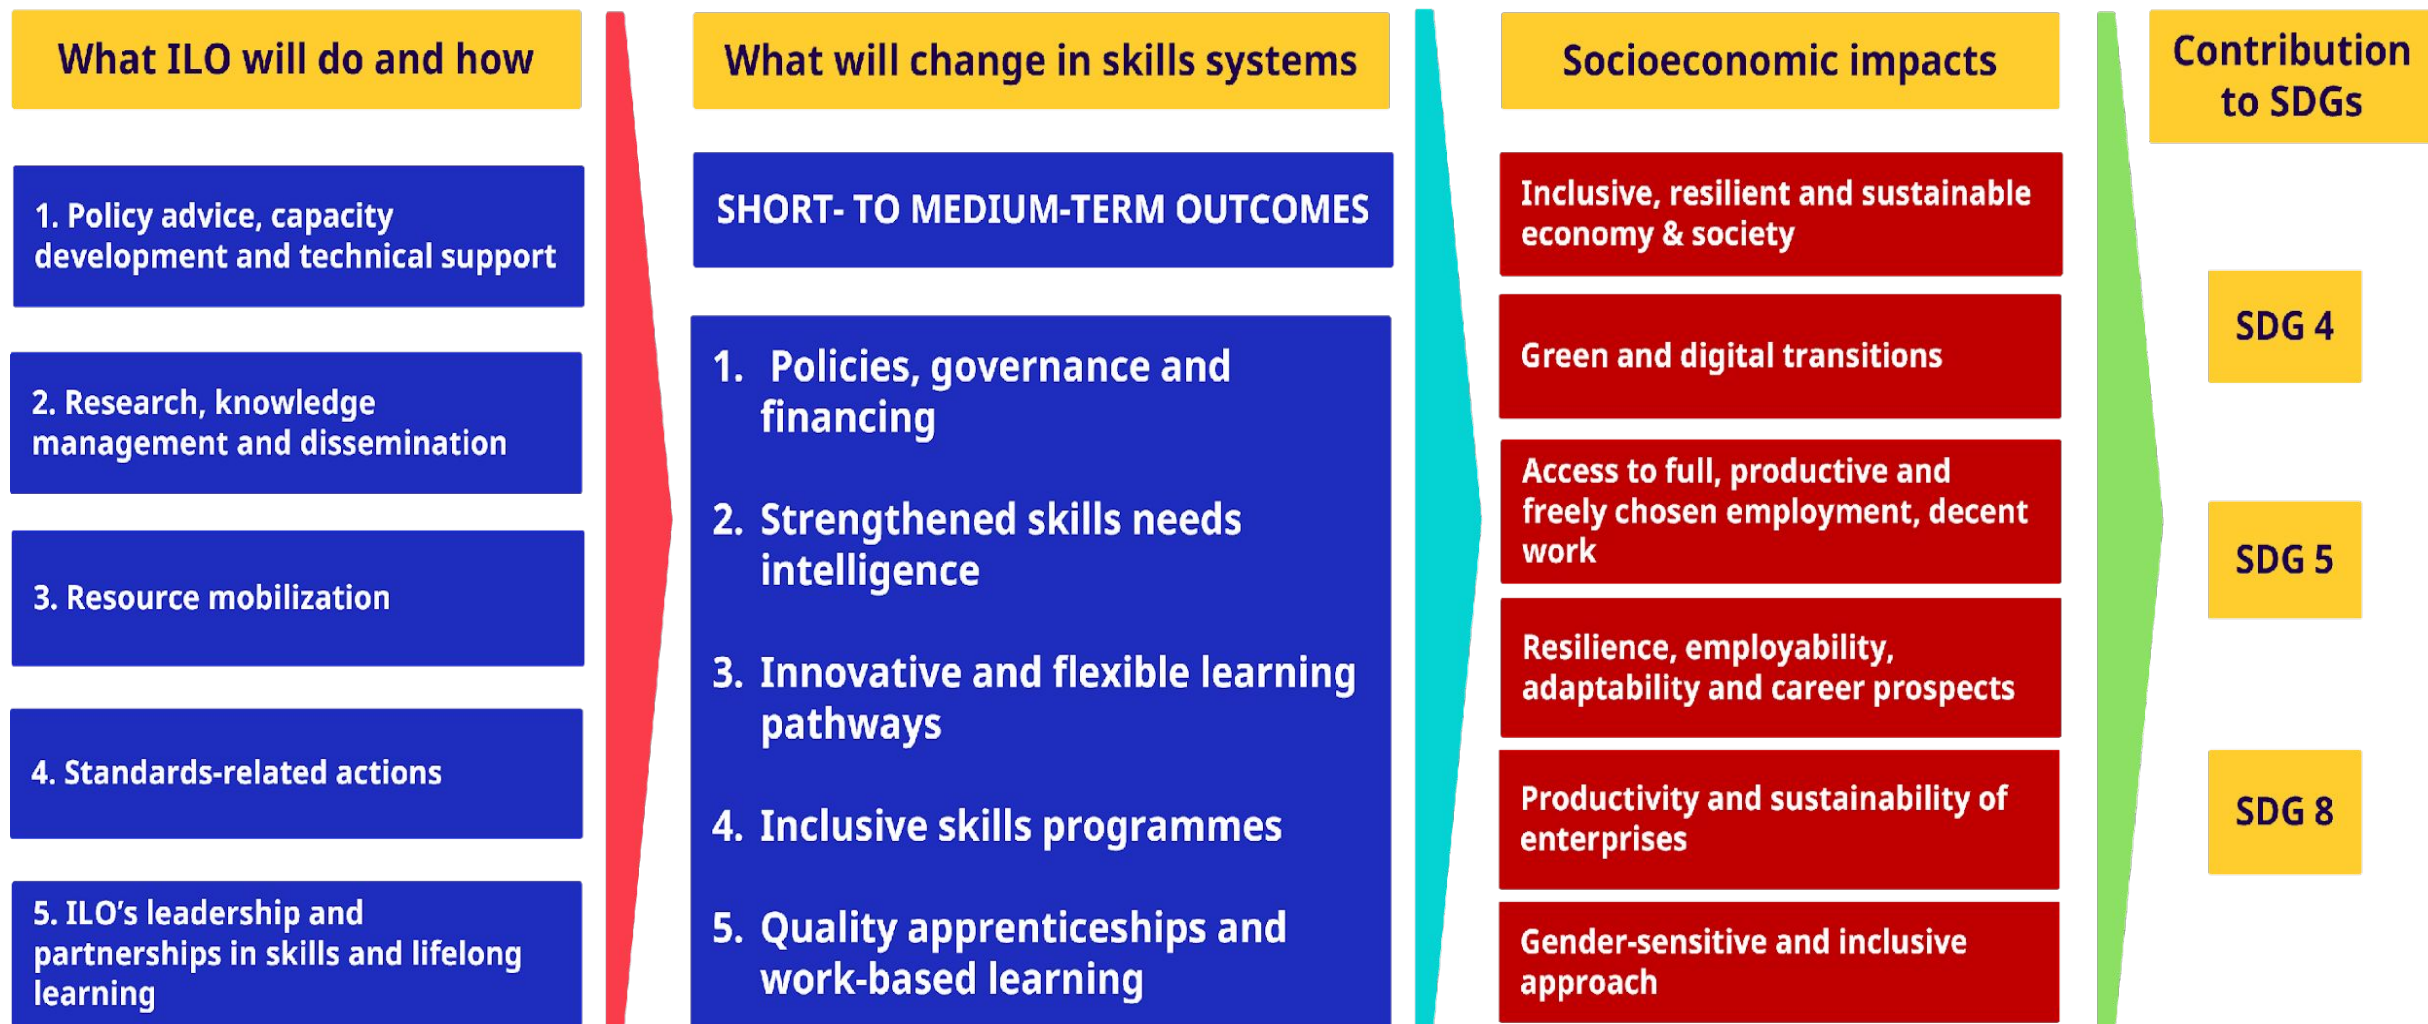 What ILO will do and how
1. Policy advice, capacity
development and technical support
2. Research, knowledge
management and dissemination
3. Resource mobilization
4. Standards-related actions
5. ILO’s leadership and
partnerships in skills and lifelong
learning
What will change in skills systems
SHORT- TO MEDIUM-TERM OUTCOMES
1. Policies, governance and
financing
2. Strengthened skills needs
intelligence
3. Innovative and flexible learning
pathways
4. Inclusive skills programmes
5. Quality apprenticeships and
work-based learning
Socioeconomic impacts
Inclusive, resilient and sustainable
economy & society
Green and digital transitions
Access to full, productive and
freely chosen employment, decent
work
Resilience, employability,
adaptability and career prospects
Productivity and sustainability of
enterprises
Gender-sensitive and inclusive
approach
Contribution
to SDGs
SDG 4
SDG 5
SDG 8